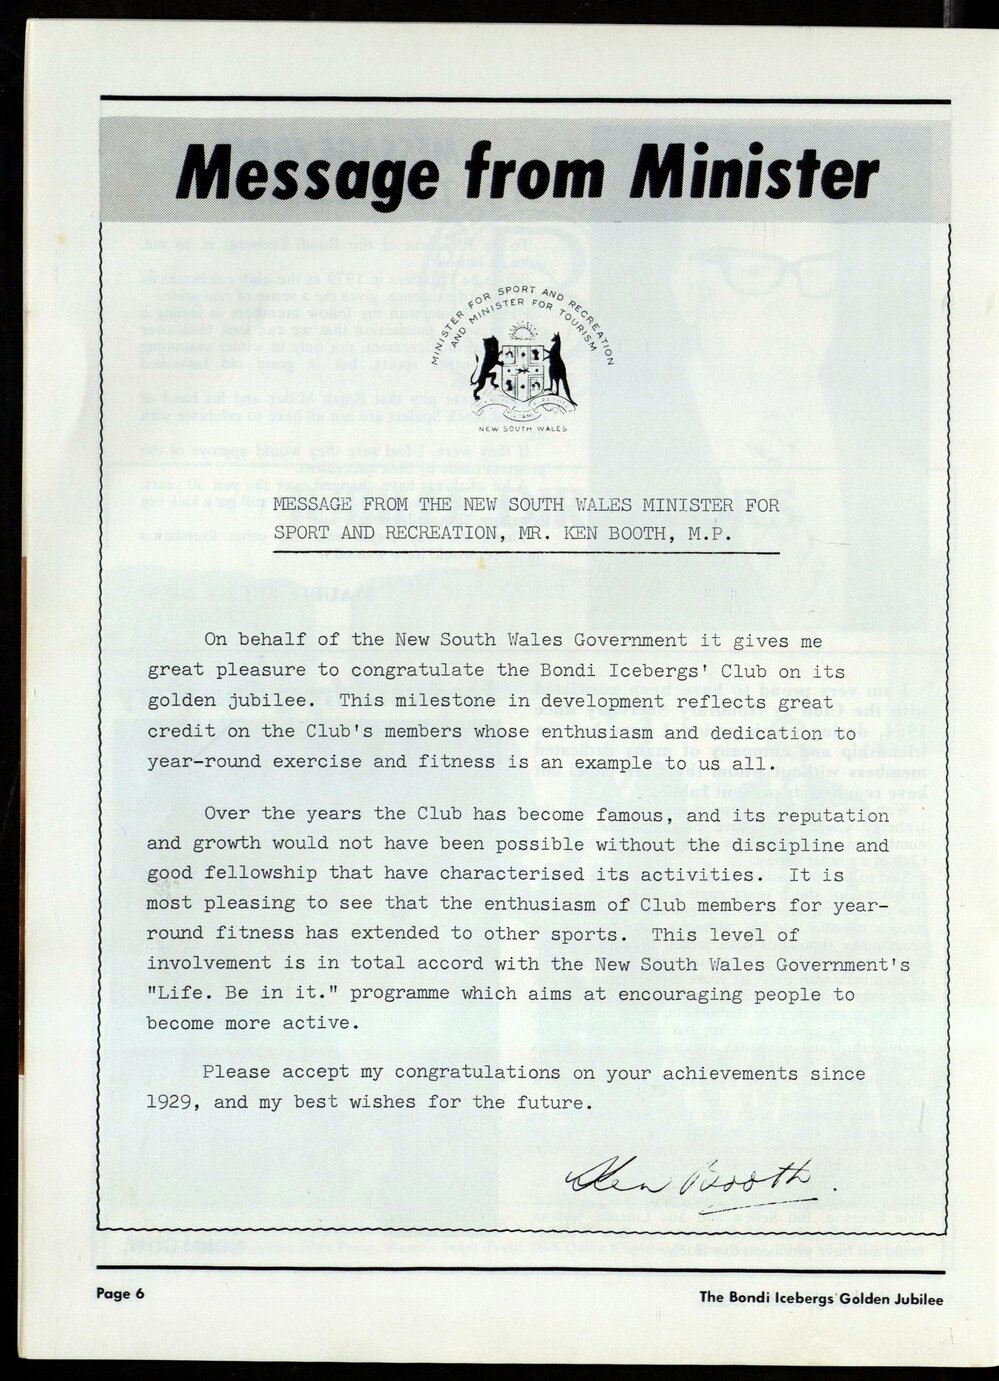 Message from Minister
MINISTER FOR SPORT AND RECREATION
AND MINISTER FOR TOURISM
NEW SOUTH WALES
MESSAGE FROM THE NEW SOUTH WALES MINISTER FOR
SPORT AND RECREATION, MR. KEN BOOTH, M.P.
On behalf of the New South Wales Government it gives me
great pleasure to congratulate the Bondi Icebergs' Club on its
golden jubilee. This milestone in development reflects great
credit on the Club's members whose enthusiasm and dedication to
year-round exercise and fitness is an example to us all.
Over the years the Club has become famous, and its reputation
and growth would not have been possible without the discipline and
good fellowship that have characterised its activities. It is
most pleasing to see that the enthusiasm of Club members for year-
round fitness has extended to other sports. This level of
involvement is in total accord with the New South Wales Government's
"Life. Be in it." programme which aims at encouraging people to
become more active.
Please accept my congratulations on your achievements since
1929, and my best wishes for the future.
Ken Booth.
Page 6
The Bondi Icebergs' Golden Jubilee